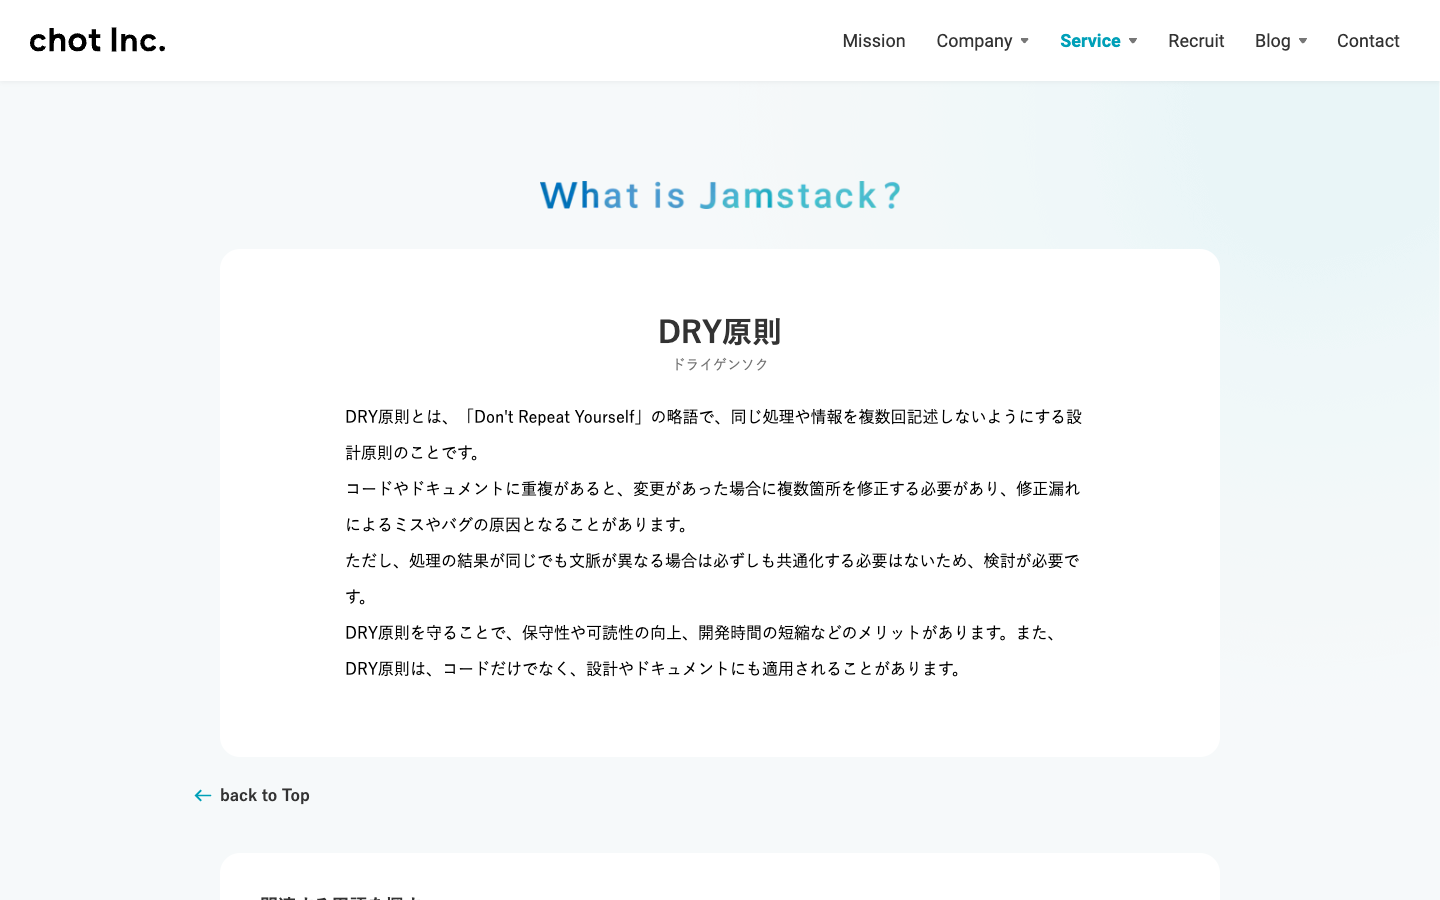 chot Inc.
Mission Company Service Recruit Blog Contact
What is Jamstack?
DRY原則
ドライゲンソク
DRY原則とは、「Don't Repeat Yourself」の略語で、同じ処理や情報を複数回記述しないようにする設
計原則のことです。
コードやドキュメントに重複があると、変更があった場合に複数箇所を修正する必要があり、修正漏れ
によるミスやバグの原因となることがあります。
ただし、処理の結果が同じでも文脈が異なる場合は必ずしも共通化する必要はないため、検討が必要で
す。
DRY原則を守ることで、保守性や可読性の向上、開発時間の短縮などのメリットがあります。また、
DRY原則は、コードだけでなく、設計やドキュメントにも適用されることがあります。
back to Top